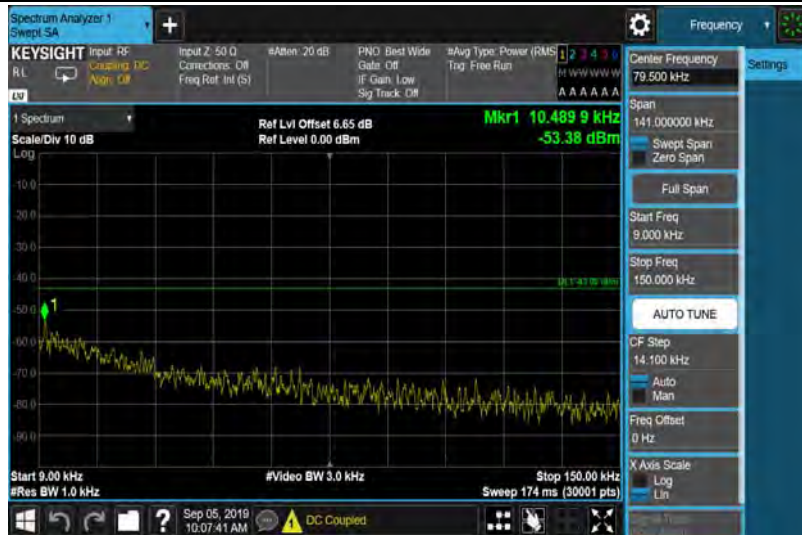 Spectrum Analyzer 1
Swept SA
+
Frequency
KEYSIGHT
Input: RF
Coupling: DC
Align: Off
Input Z: 50 Ω
Corrections: Off
Freq Ref: Int (S)
#Atten: 20 dB
PNO: Best Wide
Gate: Off
IF Gain: Low
Sig Track: Off
#Avg Type: Power (RMS
Trig: Free Run
1 2 3 4 5 6
M W W W W W
A A A A A A
R L
LXI
Center Frequency
79.500 kHz
Settings
Span
141.000000 kHz
Swept Span
Zero Span
Full Span
Start Freq
9.000 kHz
Stop Freq
150.000 kHz
AUTO TUNE
CF Step
14.100 kHz
Auto
Man
Freq Offset
0 Hz
X Axis Scale
Log
Lin
1 Spectrum
Scale/Div 10 dB
Log
Ref Lvl Offset 6.65 dB
Ref Level 0.00 dBm
Mkr1 10.489 9 kHz
-53.38 dBm
-10.0
-20.0
-30.0
-40.0
-50.0
-60.0
-70.0
-80.0
-90.0
1
Start 9.00 kHz
#Res BW 1.0 kHz
#Video BW 3.0 kHz
Stop 150.00 kHz
Sweep 174 ms (30001 pts)
?
Sep 05, 2019
10:07:41 AM
DC Coupled